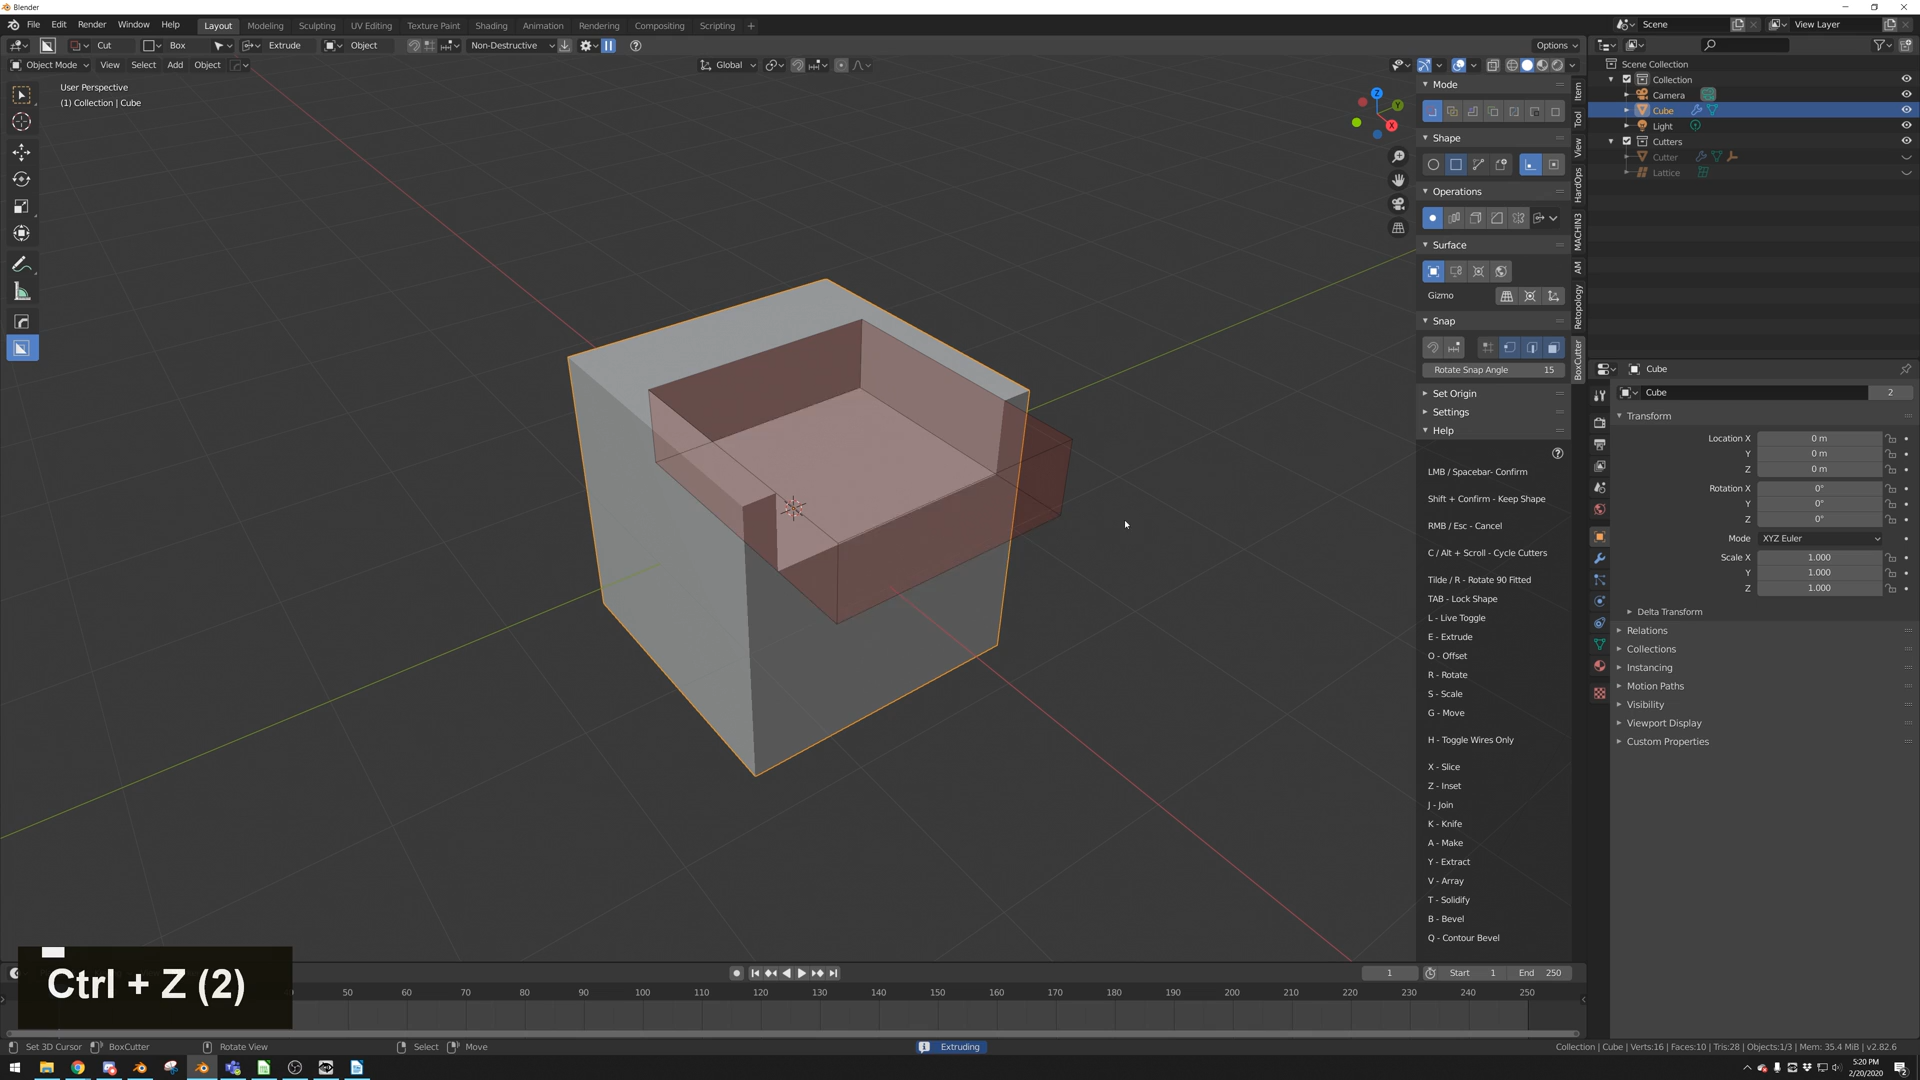 Blender
File Edit Render Window Help Layout Modeling Sculpting UV Editing Texture Paint Shading Animation Rendering Compositing Scripting + Scene View Layer
Cut Box Extrude Object Non-Destructive Options
Object Mode View Select Add Object Global
User Perspective
(1) Collection | Cube
Z
Y
X
Mode
Shape
Operations
Surface
Gizmo
Snap
Rotate Snap Angle 15
Set Origin
Settings
Help
LMB / Spacebar- Confirm
Shift + Confirm - Keep Shape
RMB / Esc - Cancel
C / Alt + Scroll - Cycle Cutters
Tilde / R - Rotate 90 Fitted
TAB - Lock Shape
L - Live Toggle
E - Extrude
O - Offset
R - Rotate
S - Scale
G - Move
H - Toggle Wires Only
X - Slice
Z - Inset
J - Join
K - Knife
A - Make
Y - Extract
V - Array
T - Solidify
B - Bevel
Q - Contour Bevel
Item
Tool
View
HardOps
MACHIN3
AM
Retopology
BoxCutter
Scene Collection
Collection
Camera
Cube
Light
Cutters
Cutter
Lattice
Cube
Cube 2
Transform
Location X 0 m
Y 0 m
Z 0 m
Rotation X 0°
Y 0°
Z 0°
Mode XYZ Euler
Scale X 1.000
Y 1.000
Z 1.000
Delta Transform
Relations
Collections
Instancing
Motion Paths
Visibility
Viewport Display
Custom Properties
Ctrl + Z (2)
1 Start 1 End 250
50 60 70 80 90 100 110 120 130 140 150 160 170 180 190 200 210 220 230 240 250
Set 3D Cursor BoxCutter Rotate View Select Move Extruding Collection | Cube | Verts:16 | Faces:10 | Tris:28 | Objects:1/3 | Mem: 35.4 MiB | v2.82.6
5:20 PM
2/20/2020
2